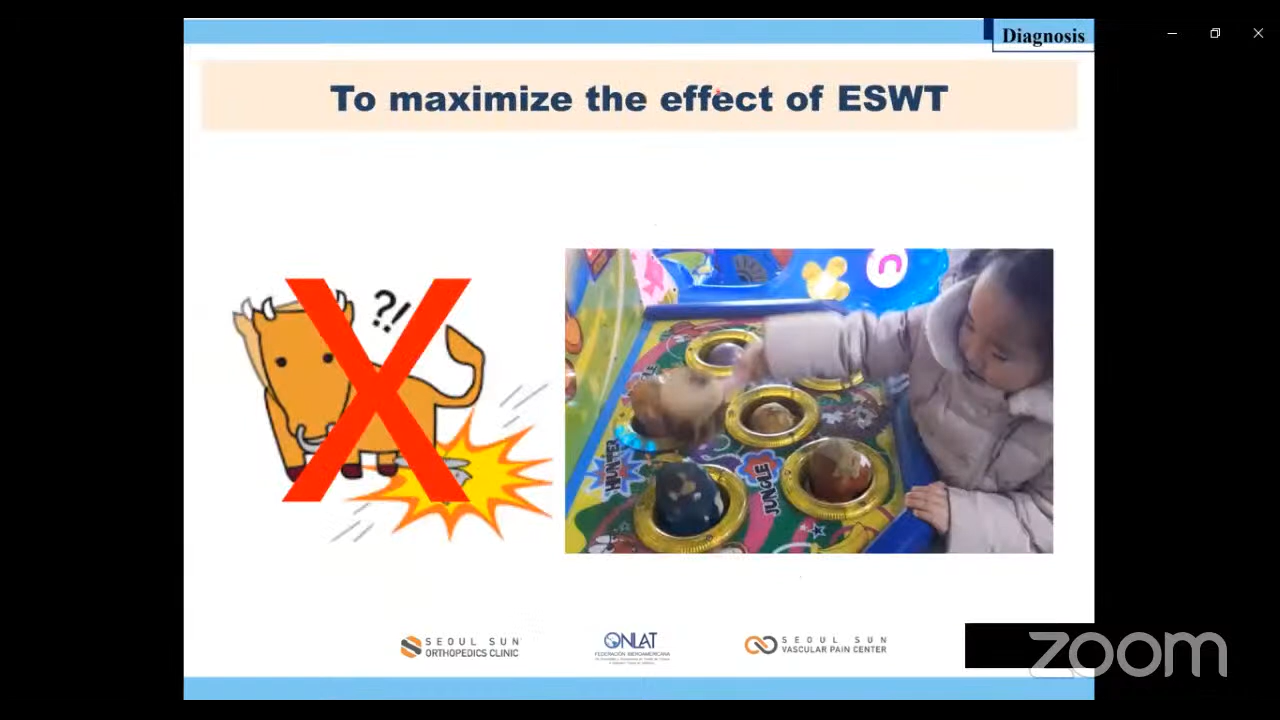 Diagnosis
To maximize the effect of ESWT
?!
HUNTER
JUNGLE
SEOUL SUN
ORTHOPEDICS CLINIC
ONLAT
FEDERACIÓN IBEROAMERICANA
SEOUL SUN
VASCULAR PAIN CENTER
zoom